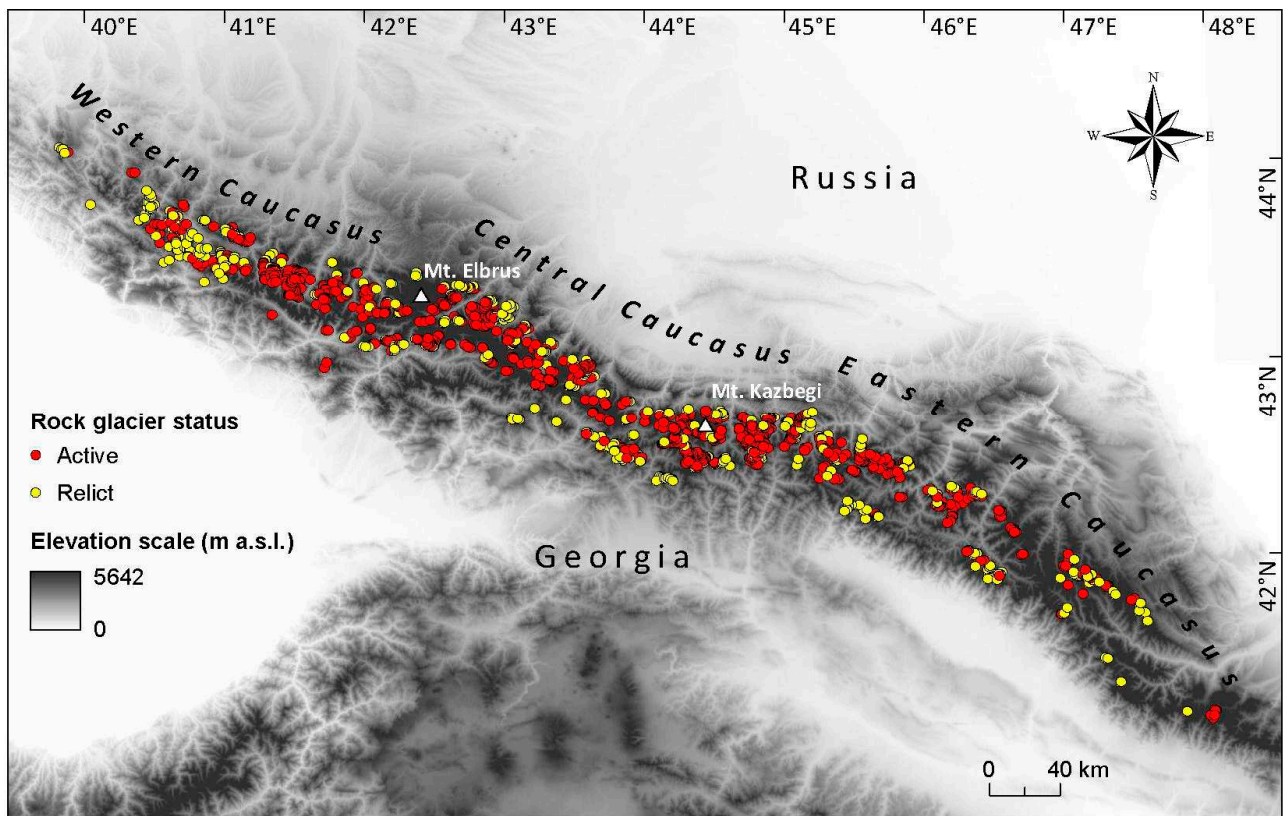 40°E 41°E 42°E 43°E 44°E 45°E 46°E 47°E 48°E
N
W E
S
44°N
43°N
42°N
Western Caucasus
Central Caucasus
Eastern Caucasus
Russia
Mt. Elbrus
Mt. Kazbegi
Georgia
Rock glacier status
Active
Relict
Elevation scale (m a.s.l.)
5642
0
0 40 km